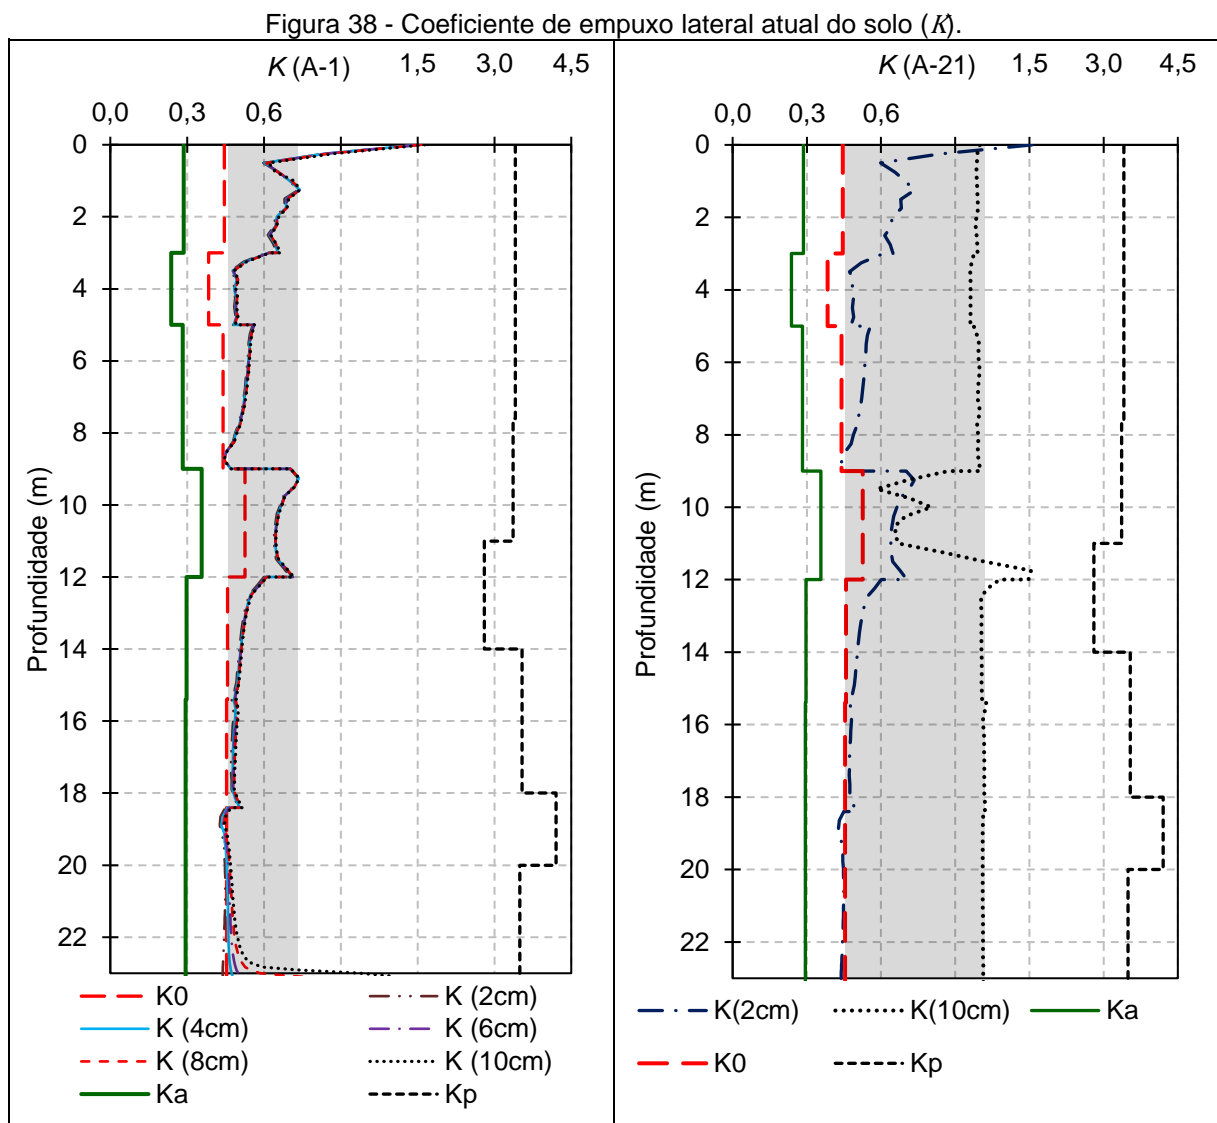 Figura 38 - Coeficiente de empuxo lateral atual do solo (K).
K (A-1) 1,5 3,0 4,5
0,0 0,3 0,6
0
2
4
6
8
10
12
14
16
18
20
22
Profundidade (m)
K0
K (2cm)
K (4cm)
K (6cm)
K (8cm)
K (10cm)
Ka
Kp
K (A-21) 1,5 3,0 4,5
0,0 0,3 0,6
0
2
4
6
8
10
12
14
16
18
20
22
Profundidade (m)
K(2cm)
K(10cm)
Ka
K0
Kp